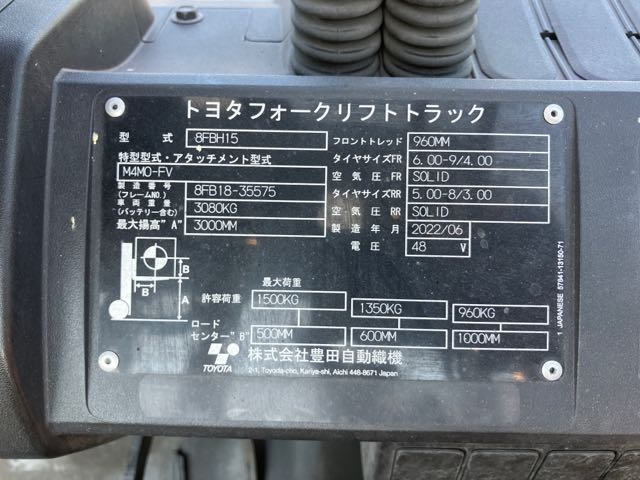 トヨタフォークリフトトラック
型式 8FBH15 フロントトレッド 960MM
特型型式・アタッチメント型式 タイヤサイズFR 6.00-9/4.00
M4MO-FV 空気圧FR SOLID
製造番号(フレームNO.) 8FB18-35575 タイヤサイズRR 5.00-8/3.00
車両重量(バッテリー含む) 3080KG 空気圧RR SOLID
最大揚高"A" 3000MM 製造年月 2022/06
電圧 48 V
B
B
A
最大荷重
許容荷重 1500KG 1350KG 960KG
ロードセンター"B" 500MM 600MM 1000MM
TOYOTA 株式会社豊田自動織機
2-1, Toyoda-cho, Kariya-shi, Aichi 448-8671 Japan
1 JAPANESE 57841-13150-71